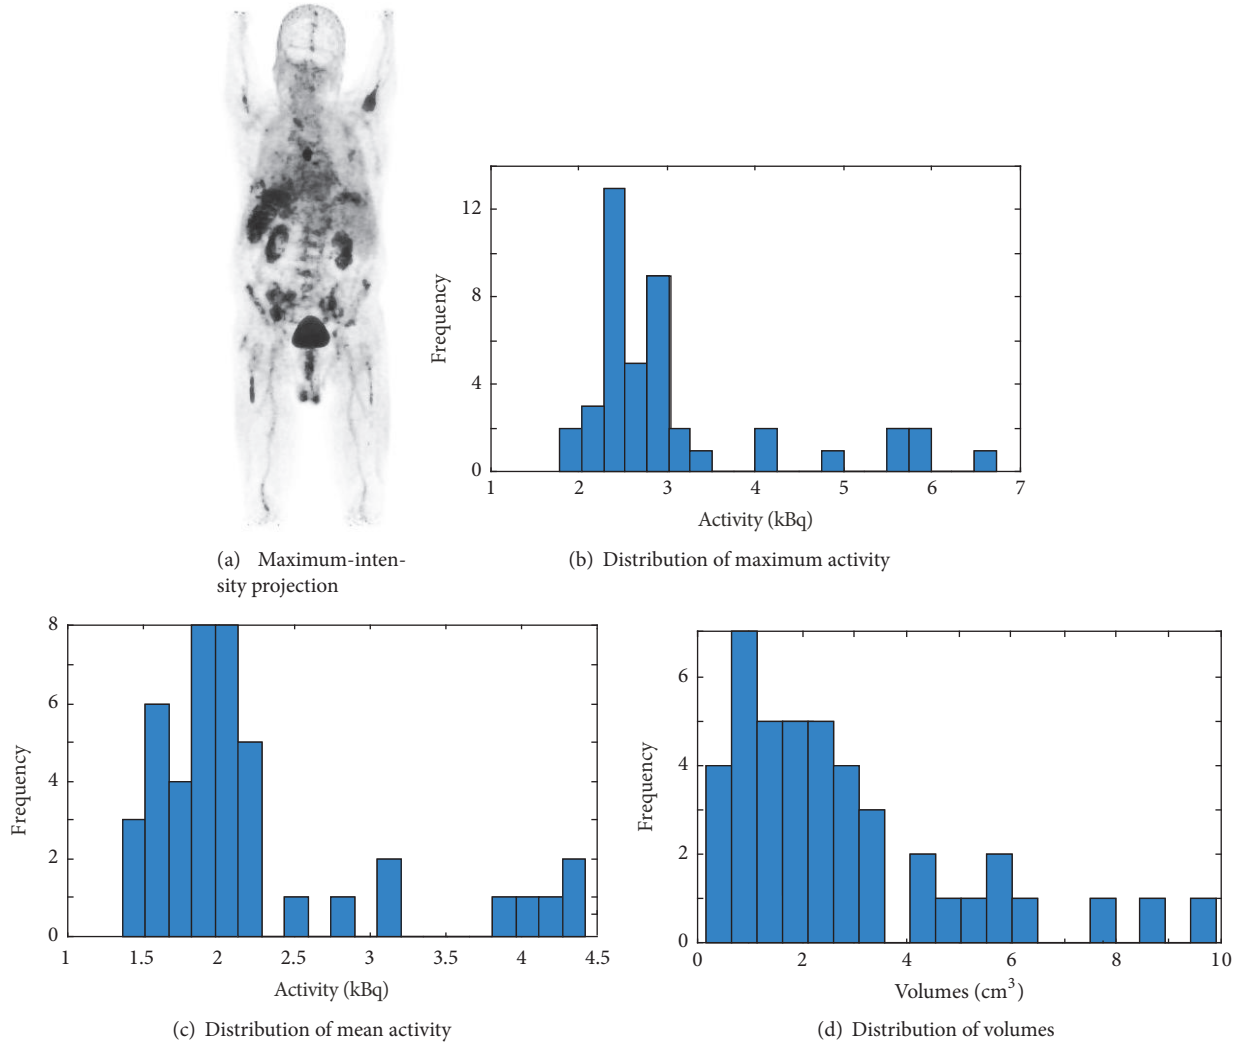 (a) Maximum-inten-
sity projection
12
8
4
0
Frequency
1 2 3 4 5 6 7
Activity (kBq)
(b) Distribution of maximum activity
8
6
4
2
0
Frequency
1 1.5 2 2.5 3 3.5 4 4.5
Activity (kBq)
(c) Distribution of mean activity
6
4
2
0
Frequency
0 2 4 6 8 10
Volumes (cm³)
(d) Distribution of volumes